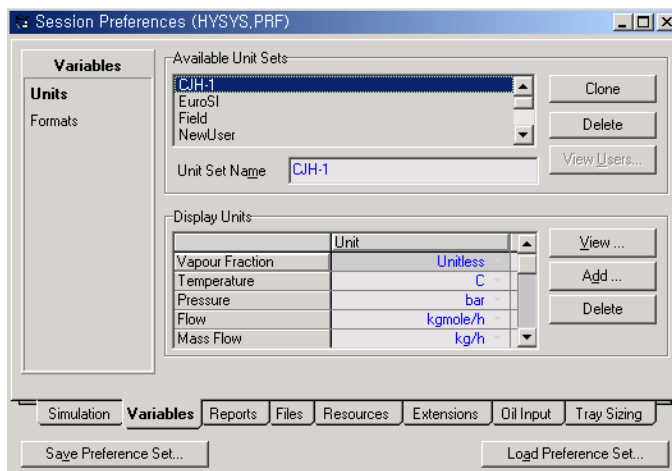 Session Preferences (HYSYS.PRF)
Variables
Units
Formats
Available Unit Sets
CJH-1
EuroSI
Field
NewUser
Unit Set Name CJH-1
Clone
Delete
View Users...
Display Units
Unit
Vapour Fraction Unitless
Temperature C
Pressure bar
Flow kgmole/h
Mass Flow kg/h
View ...
Add ...
Delete
Simulation Variables Reports Files Resources Extensions Oil Input Tray Sizing
Save Preference Set... Load Preference Set...